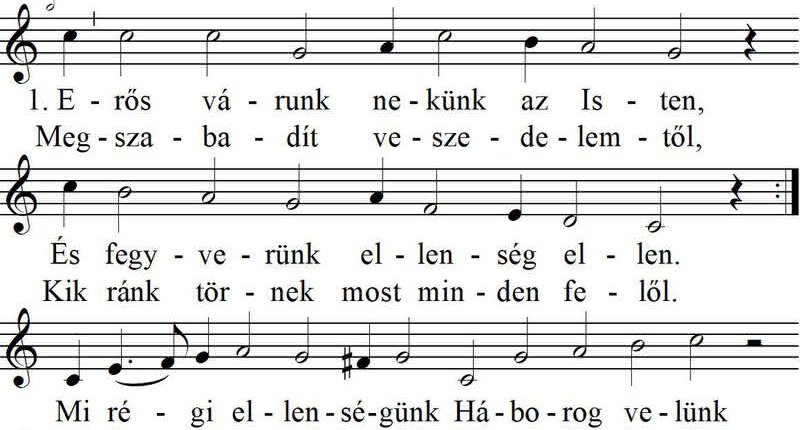 1. E - rős vá - runk ne - künk az Is - ten,
Meg - sza - ba - dít ve - sze - de - lem - től,
És fegy - ve - rünk el - len - ség el - len.
Kik ránk tör - nek most min - den fe - lől.
Mi ré - gi el - len - sé - günk Há - bo - rog ve - lünk